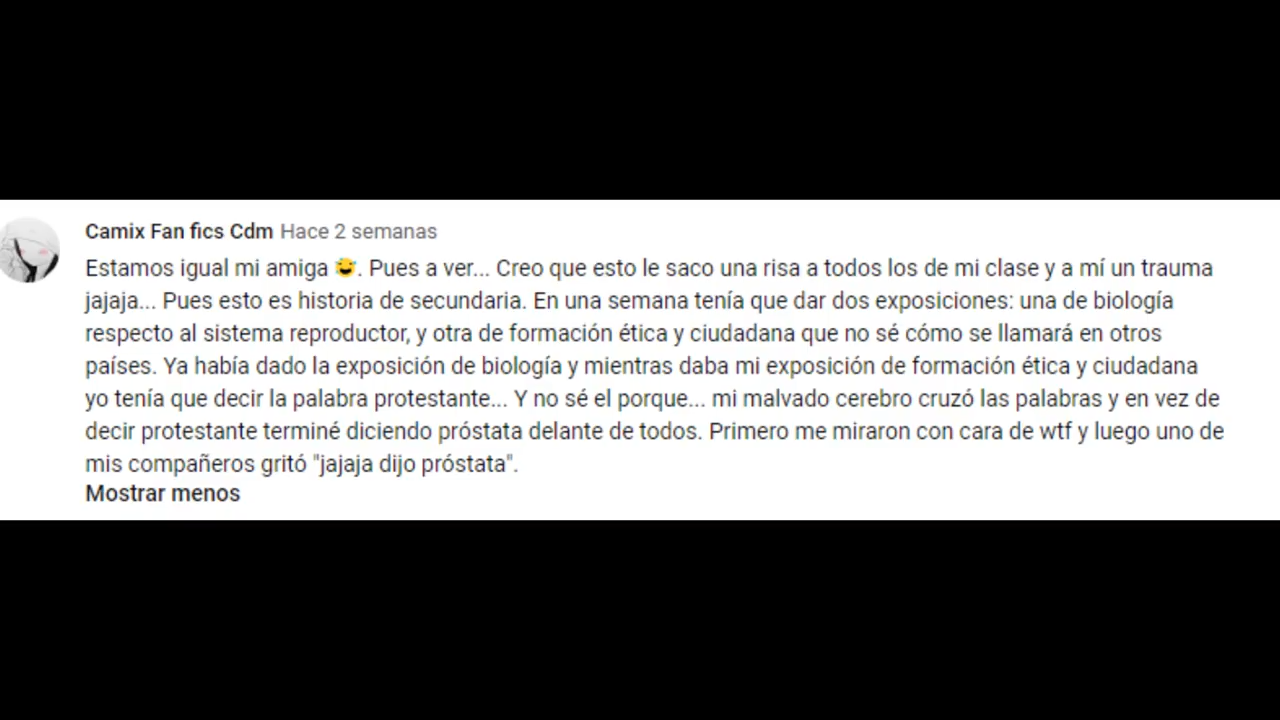 Camix Fan fics Cdm Hace 2 semanas
Estamos igual mi amiga 😅. Pues a ver... Creo que esto le saco una risa a todos los de mi clase y a mí un trauma
jajaja... Pues esto es historia de secundaria. En una semana tenía que dar dos exposiciones: una de biología
respecto al sistema reproductor, y otra de formación ética y ciudadana que no sé cómo se llamará en otros
países. Ya había dado la exposición de biología y mientras daba mi exposición de formación ética y ciudadana
yo tenía que decir la palabra protestante... Y no sé el porque... mi malvado cerebro cruzó las palabras y en vez de
decir protestante terminé diciendo próstata delante de todos. Primero me miraron con cara de wtf y luego uno de
mis compañeros gritó "jajaja dijo próstata".
Mostrar menos